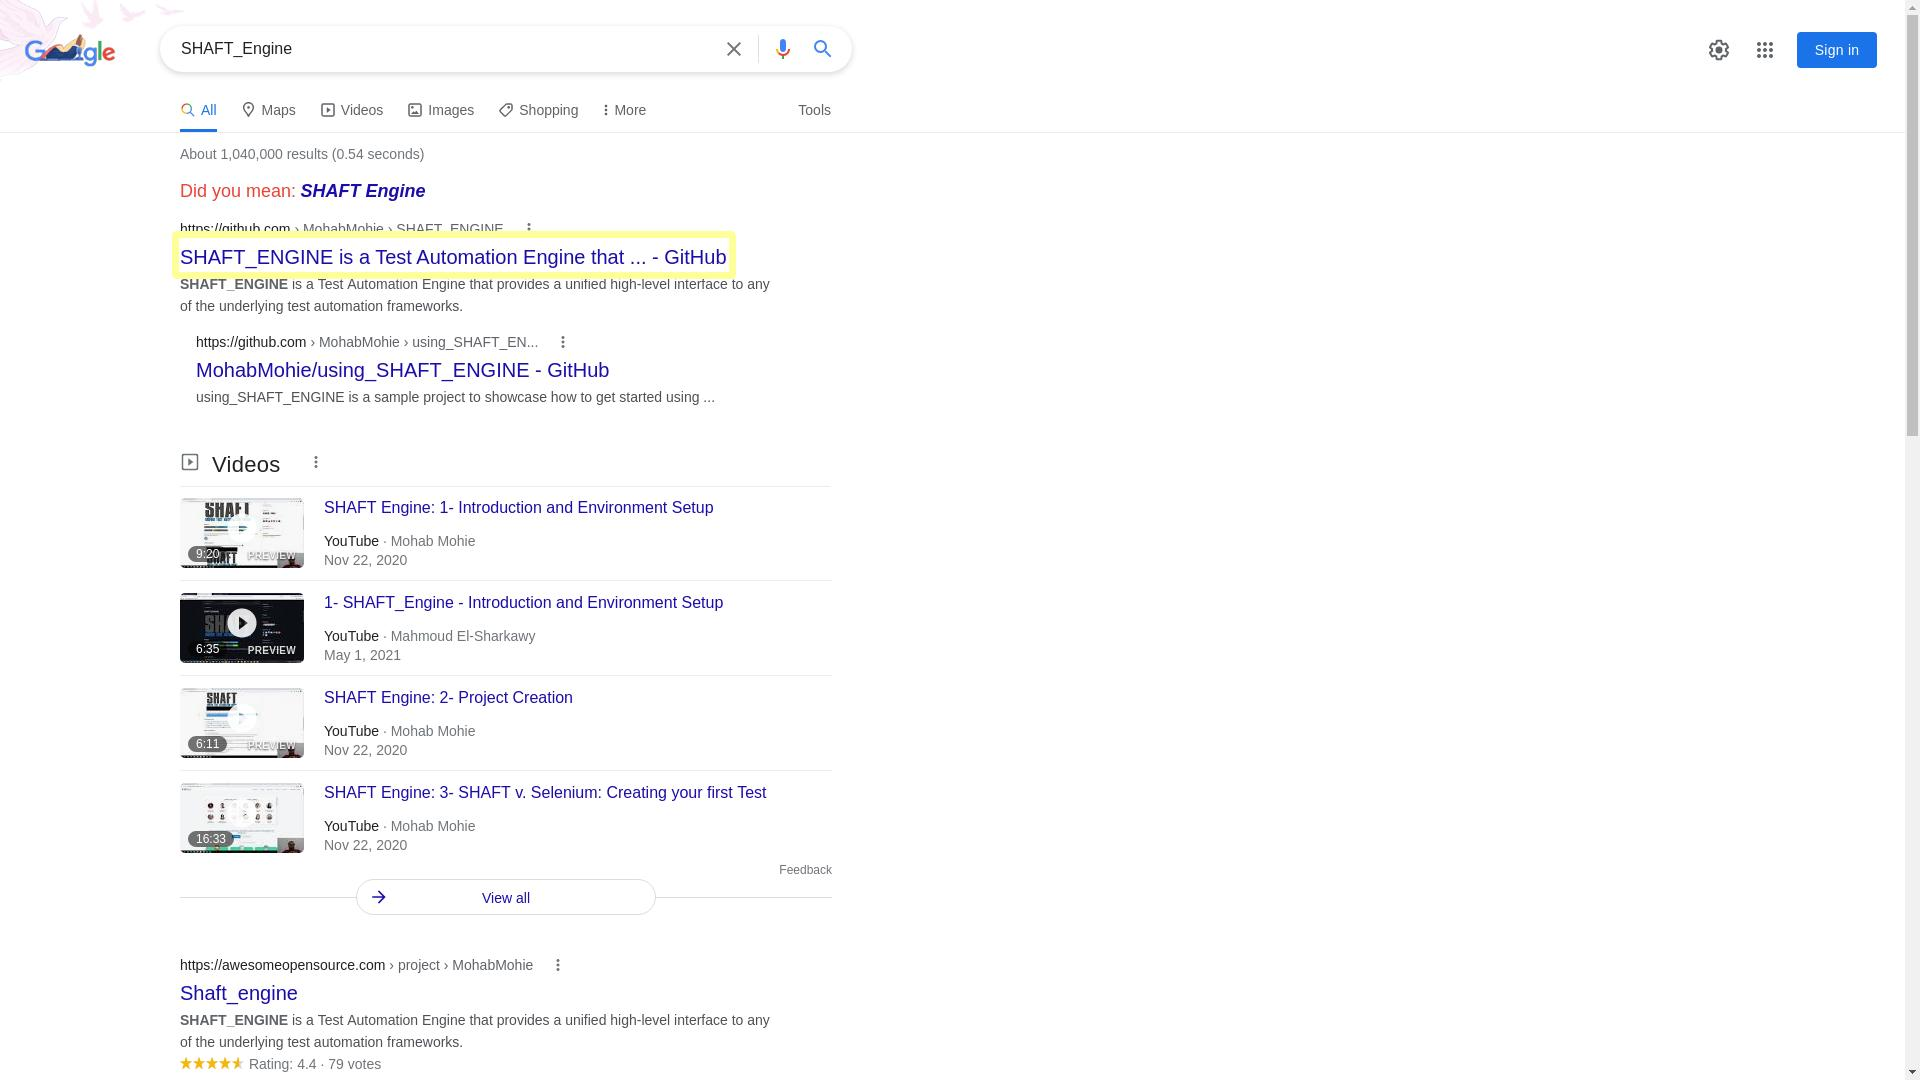 Google
SHAFT_Engine
Sign in
All
Maps
Videos
Images
Shopping
More
Tools
About 1,040,000 results (0.54 seconds)
Did you mean: SHAFT Engine
https://github.com › MohabMohie › SHAFT_ENGINE
SHAFT_ENGINE is a Test Automation Engine that ... - GitHub
SHAFT_ENGINE is a Test Automation Engine that provides a unified high-level interface to any
of the underlying test automation frameworks.
https://github.com › MohabMohie › using_SHAFT_EN...
MohabMohie/using_SHAFT_ENGINE - GitHub
using_SHAFT_ENGINE is a sample project to showcase how to get started using ...
Videos
SHAFT
9:20
PREVIEW
SHAFT Engine: 1- Introduction and Environment Setup
YouTube · Mohab Mohie
Nov 22, 2020
6:35
PREVIEW
1- SHAFT_Engine - Introduction and Environment Setup
YouTube · Mahmoud El-Sharkawy
May 1, 2021
SHAFT
6:11
PREVIEW
SHAFT Engine: 2- Project Creation
YouTube · Mohab Mohie
Nov 22, 2020
16:33
SHAFT Engine: 3- SHAFT v. Selenium: Creating your first Test
YouTube · Mohab Mohie
Nov 22, 2020
Feedback
View all
https://awesomeopensource.com › project › MohabMohie
Shaft_engine
SHAFT_ENGINE is a Test Automation Engine that provides a unified high-level interface to any
of the underlying test automation frameworks.
Rating: 4.4 · 79 votes